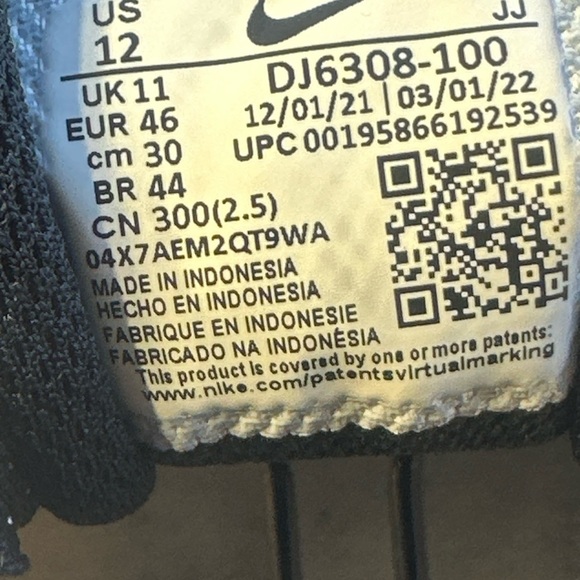 US
12
JJ
DJ6308-100
UK 11
12/01/21 | 03/01/22
EUR 46
UPC 00195866192539
cm 30
BR 44
CN 300(2.5)
04X7AEM2QT9WA
MADE IN INDONESIA
HECHO EN INDONESIA
FABRIQUE EN INDONESIE
FABRICADO NA INDONÉSIA
This product is covered by one or more patents:
www.nike.com/patentsvirtualmarking